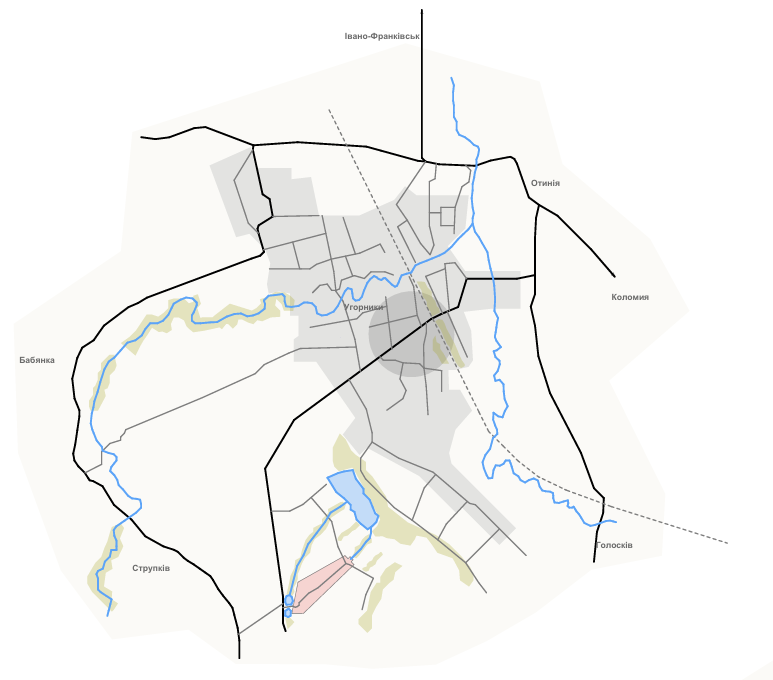 Івано-Франківськ
Отинія
Коломия
Угорники
Бабянка
Голосків
Струпків